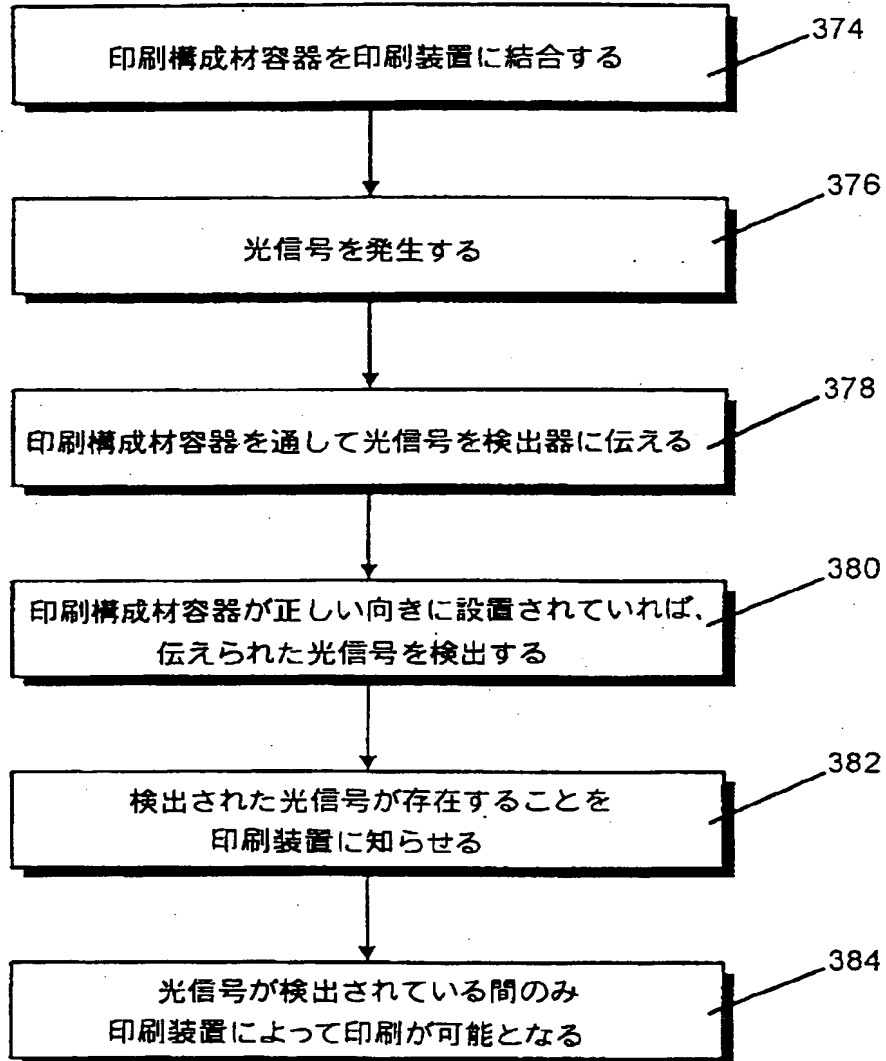 印刷構成材容器を印刷装置に結合する
374
光信号を発生する
376
印刷構成材容器を通して光信号を検出器に伝える
378
印刷構成材容器が正しい向きに設置されていれば、
伝えられた光信号を検出する
380
検出された光信号が存在することを
印刷装置に知らせる
382
光信号が検出されている間のみ
印刷装置によって印刷が可能となる
384